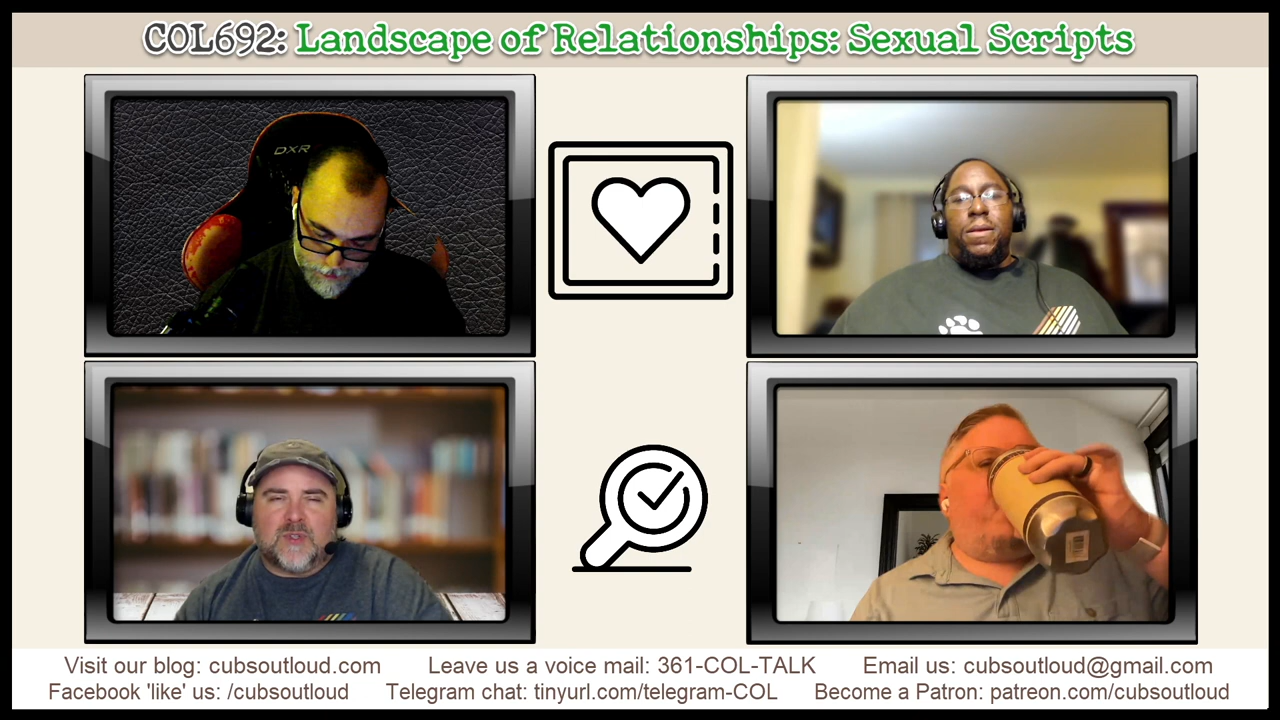 COL692: Landscape of Relationships: Sexual Scripts
DXR
Visit our blog: cubsoutloud.com Leave us a voice mail: 361-COL-TALK Email us: cubsoutloud@gmail.com
Facebook 'like' us: /cubsoutloud Telegram chat: tinyurl.com/telegram-COL Become a Patron: patreon.com/cubsoutloud